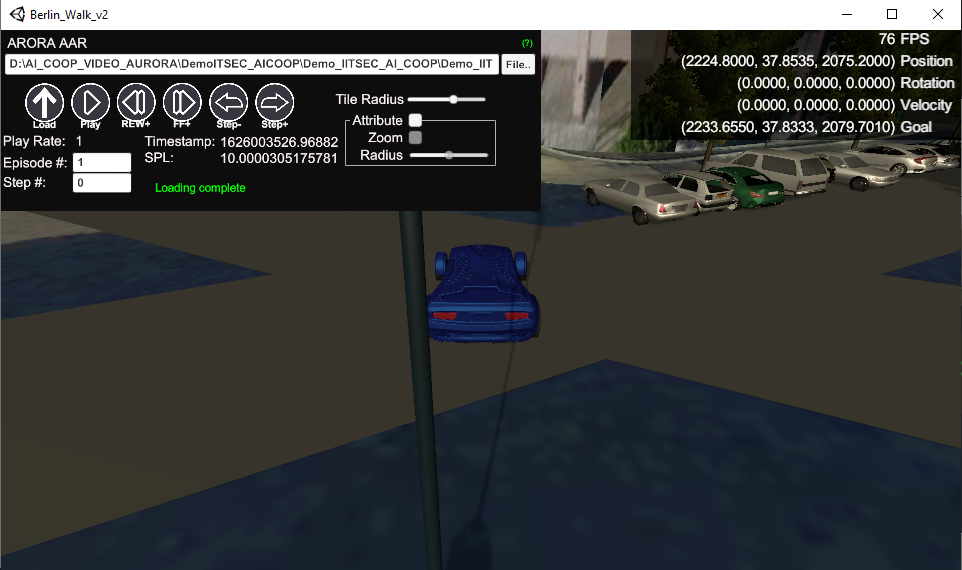 Berlin_Walk_v2
ARORA AAR
(?)
D:\AI_COOP_VIDEO_AURORA\DemoITSEC_AICOOP\Demo_IITSEC_AI_COOP\Demo_IIT
File..
Load Play REW+ FF+ Step- Step+
Play Rate: 1
Episode #: 1
Step #: 0
Timestamp: 1626003526.96882
SPL: 10.0000305175781
Loading complete
Tile Radius
Attribute
Zoom
Radius
76 FPS
(2224.8000, 37.8535, 2075.2000) Position
(0.0000, 0.0000, 0.0000) Rotation
(0.0000, 0.0000, 0.0000) Velocity
(2233.6550, 37.8333, 2079.7010) Goal